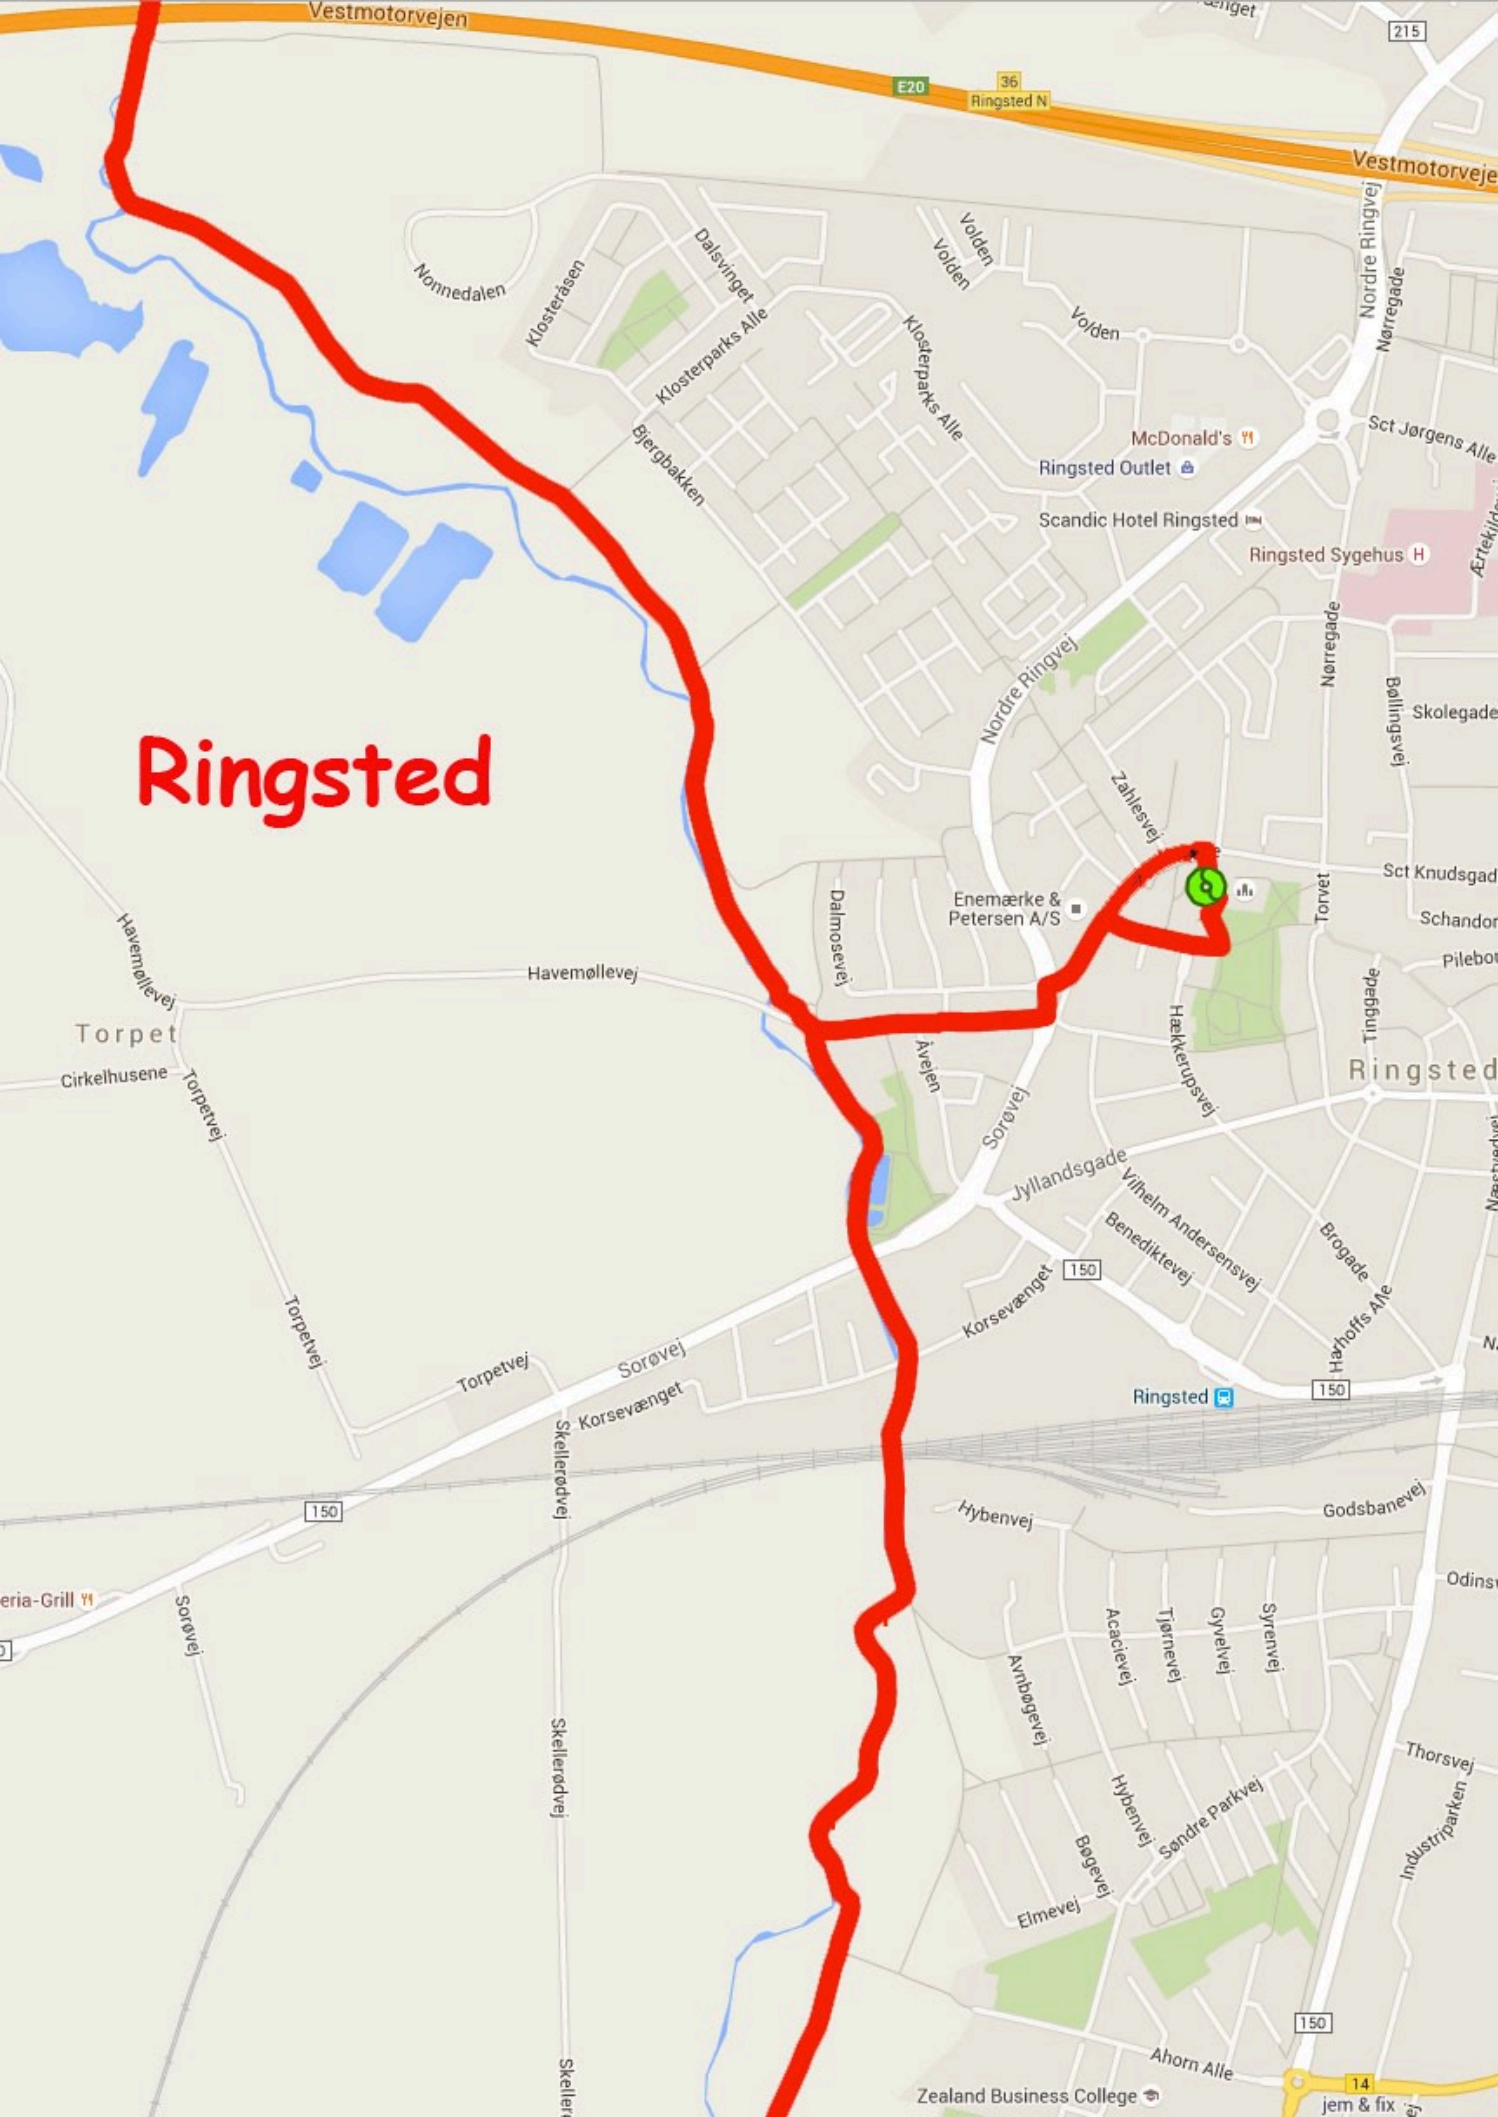 Vestmotorvejen
215
E20
36
Ringsted N
Vestmotorveje
Nordre Ringvej
Nørregade
Volden
Volden
Volden
Dalsvinget
Nonnedalen
Klosteråsen
Klosterparks Alle
Klosterparks Alle
McDonald's
Sct Jørgens Alle
Ringsted Outlet
Bjergbakken
Scandic Hotel Ringsted
Ringsted Sygehus
H
Nørregade
Nordre Ringvej
Bøllingsvej
Skolegade
Ringsted
Zahlesvej
Sct Knudsgad
Torvet
Enemærke &
Petersen A/S
Dalmosevej
Schandor
Havemøllevej
Havemøllevej
Tinggade
Torpet
Hækkerupsvej
Cirkelhusene
Åvejen
Ringsted
Torpetvej
Sorøvej
Jyllandsgade
Vilhelm Andersensvej
Benediktevej
Brogade
150
Korsevænget
Torpetvej
Harhoffs Alle
Sorøvej
Torpetvej
Korsevænget
Ringsted
150
Skellerødvej
150
Hybenvej
Godsbanevej
eria-Grill
Sorøvej
Acacievej
Tjørnevej
Gyvelvej
Syrenvej
Avnbøgevej
Skellerødvej
Thorsvej
Hybenvej
Søndre Parkvej
Industriparken
Bøgevej
Elmevej
150
Ahorn Alle
Skeller
Zealand Business College
14
jem & fix